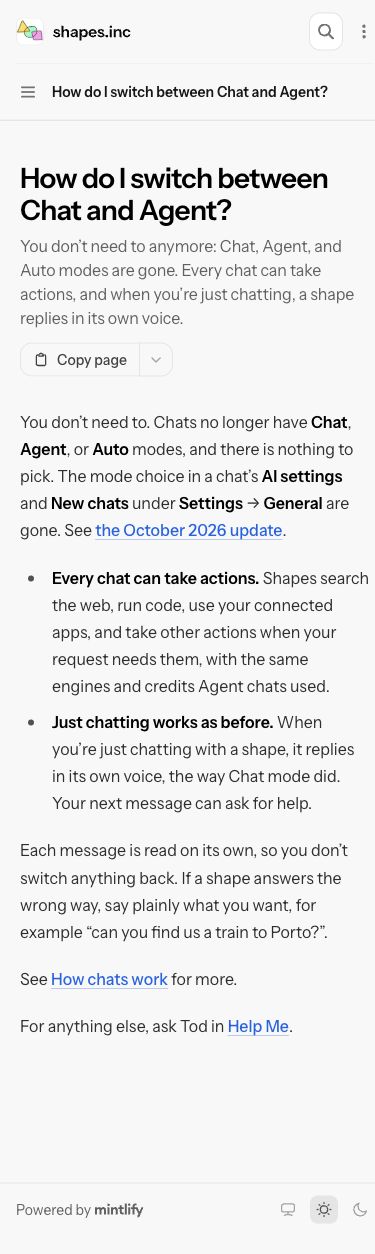 shapes.inc
How do I switch between Chat and Agent?
How do I switch between
Chat and Agent?
You don’t need to anymore: Chat, Agent, and
Auto modes are gone. Every chat can take
actions, and when you’re just chatting, a shape
replies in its own voice.
Copy page
You don’t need to. Chats no longer have Chat,
Agent, or Auto modes, and there is nothing to
pick. The mode choice in a chat’s AI settings
and New chats under Settings → General are
gone. See the October 2026 update.
• Every chat can take actions. Shapes search
the web, run code, use your connected
apps, and take other actions when your
request needs them, with the same
engines and credits Agent chats used.
• Just chatting works as before. When
you’re just chatting with a shape, it replies
in its own voice, the way Chat mode did.
Your next message can ask for help.
Each message is read on its own, so you don’t
switch anything back. If a shape answers the
wrong way, say plainly what you want, for
example “can you find us a train to Porto?”.
See How chats work for more.
For anything else, ask Tod in Help Me.
Powered by mintlify